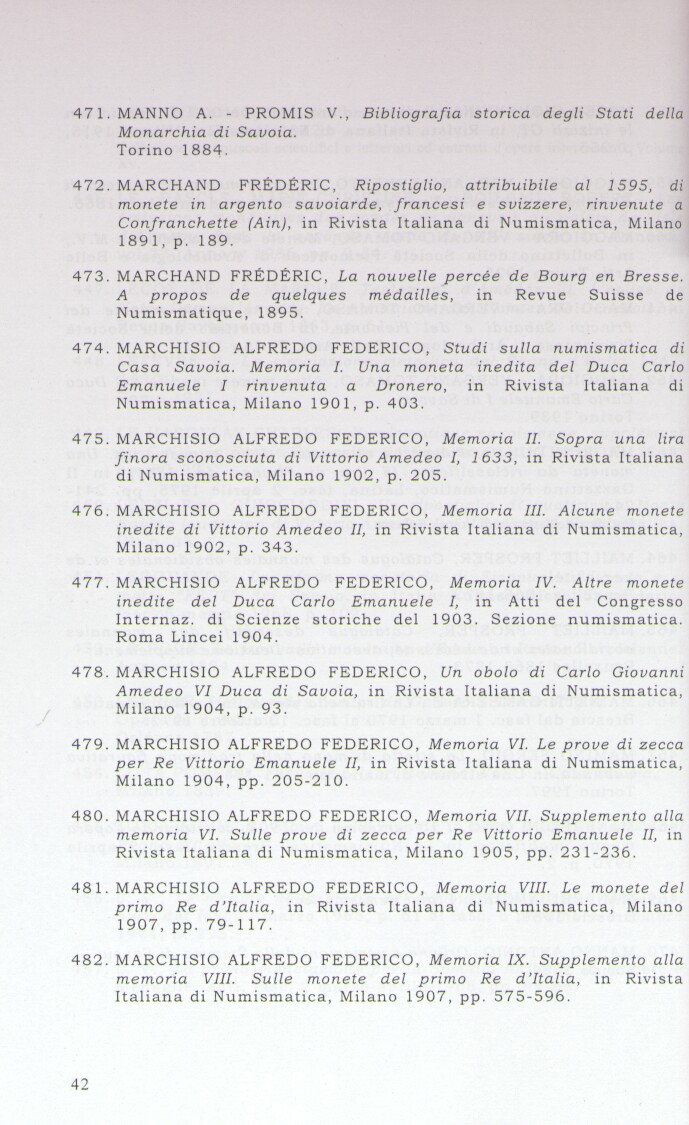 471. MANNO A. - PROMIS V., Bibliografia storica degli Stati della
Monarchia di Savoia.
Torino 1884.
472. MARCHAND FRÉDÉRIC, Ripostiglio, attribuibile al 1595, di
monete in argento savoiarde, francesi e svizzere, rinvenute a
Confranchette (Ain), in Rivista Italiana di Numismatica, Milano
1891, p. 189.
473. MARCHAND FRÉDÉRIC, La nouvelle percée de Bourg en Bresse.
A propos de quelques médailles, in Revue Suisse de
Numismatique, 1895.
474. MARCHISIO ALFREDO FEDERICO, Studi sulla numismatica di
Casa Savoia. Memoria I. Una moneta inedita del Duca Carlo
Emanuele I rinvenuta a Dronero, in Rivista Italiana di
Numismatica, Milano 1901, p. 403.
475. MARCHISIO ALFREDO FEDERICO, Memoria II. Sopra una lira
finora sconosciuta di Vittorio Amedeo I, 1633, in Rivista Italiana
di Numismatica, Milano 1902, p. 205.
476. MARCHISIO ALFREDO FEDERICO, Memoria III. Alcune monete
inedite di Vittorio Amedeo II, in Rivista Italiana di Numismatica,
Milano 1902, p. 343.
477. MARCHISIO ALFREDO FEDERICO, Memoria IV. Altre monete
inedite del Duca Carlo Emanuele I, in Atti del Congresso
Internaz. di Scienze storiche del 1903. Sezione numismatica.
Roma Lincei 1904.
478. MARCHISIO ALFREDO FEDERICO, Un obolo di Carlo Giovanni
Amedeo VI Duca di Savoia, in Rivista Italiana di Numismatica,
Milano 1904, p. 93.
479. MARCHISIO ALFREDO FEDERICO, Memoria VI. Le prove di zecca
per Re Vittorio Emanuele II, in Rivista Italiana di Numismatica,
Milano 1904, pp. 205-210.
480. MARCHISIO ALFREDO FEDERICO, Memoria VII. Supplemento alla
memoria VI. Sulle prove di zecca per Re Vittorio Emanuele II, in
Rivista Italiana di Numismatica, Milano 1905, pp. 231-236.
481. MARCHISIO ALFREDO FEDERICO, Memoria VIII. Le monete del
primo Re d'Italia, in Rivista Italiana di Numismatica, Milano
1907, pp. 79-117.
482. MARCHISIO ALFREDO FEDERICO, Memoria IX. Supplemento alla
memoria VIII. Sulle monete del primo Re d'Italia, in Rivista
Italiana di Numismatica, Milano 1907, pp. 575-596.
42